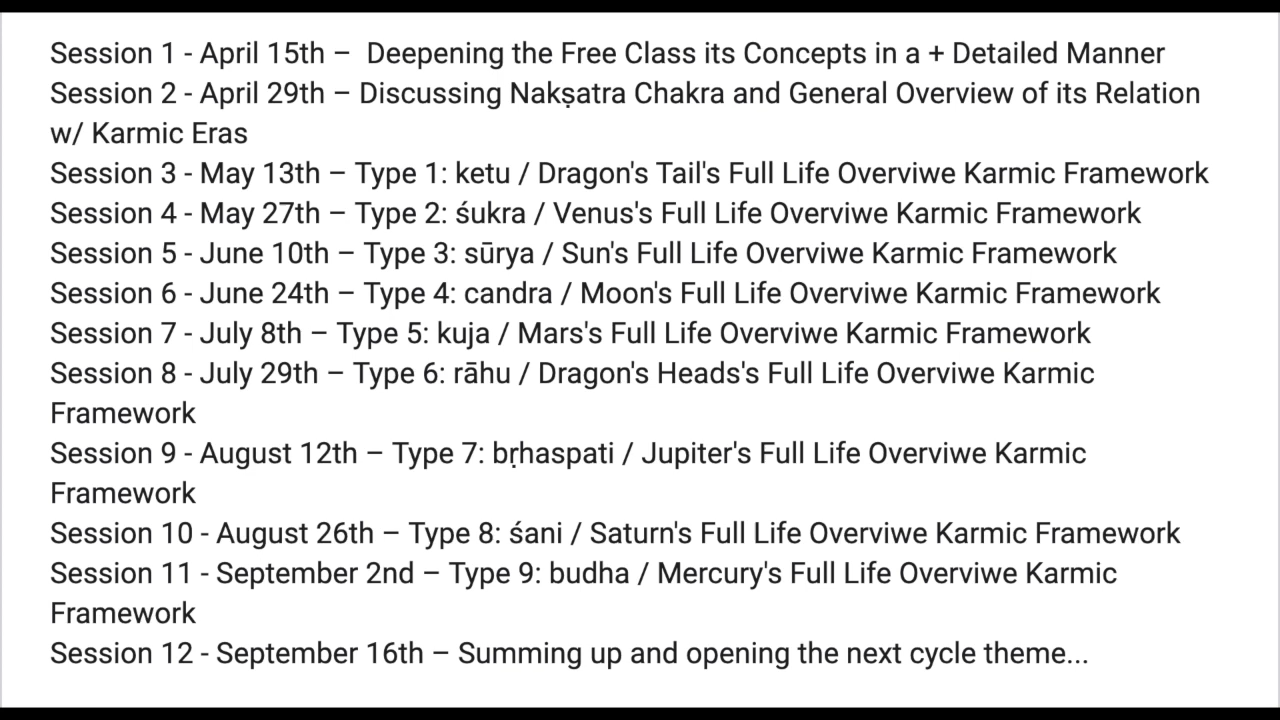 Session 1 - April 15th –  Deepening the Free Class its Concepts in a + Detailed Manner
Session 2 - April 29th – Discussing Nakṣatra Chakra and General Overview of its Relation
w/ Karmic Eras
Session 3 - May 13th – Type 1: ketu / Dragon's Tail's Full Life Overviwe Karmic Framework
Session 4 - May 27th – Type 2: śukra / Venus's Full Life Overviwe Karmic Framework
Session 5 - June 10th – Type 3: sūrya / Sun's Full Life Overviwe Karmic Framework
Session 6 - June 24th – Type 4: candra / Moon's Full Life Overviwe Karmic Framework
Session 7 - July 8th – Type 5: kuja / Mars's Full Life Overviwe Karmic Framework
Session 8 - July 29th – Type 6: rāhu / Dragon's Heads's Full Life Overviwe Karmic
Framework
Session 9 - August 12th – Type 7: bṛhaspati / Jupiter's Full Life Overviwe Karmic
Framework
Session 10 - August 26th – Type 8: śani / Saturn's Full Life Overviwe Karmic Framework
Session 11 - September 2nd – Type 9: budha / Mercury's Full Life Overviwe Karmic
Framework
Session 12 - September 16th – Summing up and opening the next cycle theme...